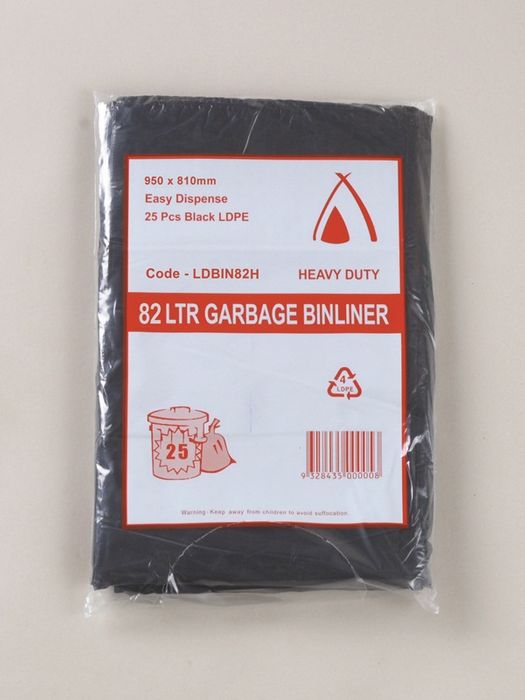 950 x 810mm
Easy Dispense
25 Pcs Black LDPE
Code - LDBIN82H
HEAVY DUTY
82 LTR GARBAGE BINLINER
4
LDPE
25
9 328435 000008
Warning - Keep away from children to avoid suffocation.